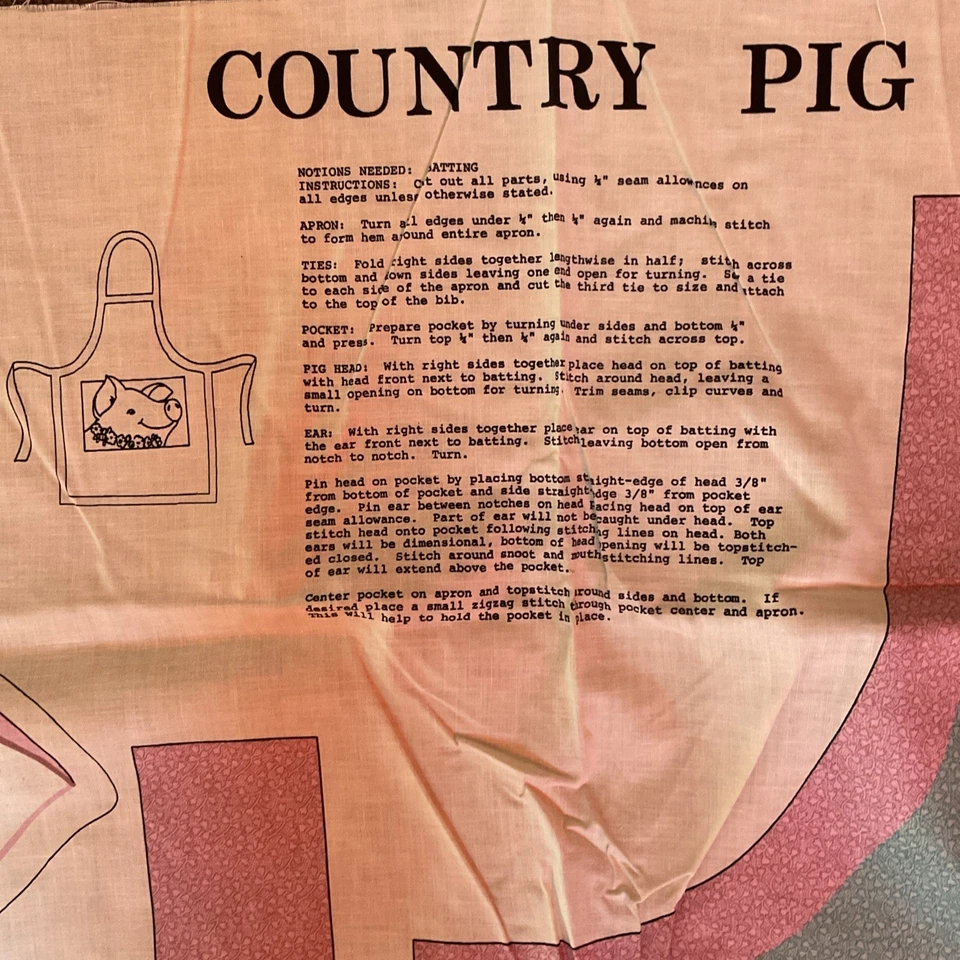 COUNTRY PIG
NOTIONS NEEDED: BATTING
INSTRUCTIONS: Cut out all parts, using ¼" seam allownces on
all edges unless otherwise stated.
APRON: Turn all edges under ¼" then ¼" again and machine stitch
to form hem around entire apron.
TIES: Fold right sides together lengthwise in half; stitch across
bottom and down sides leaving one end open for turning. Sew a tie
to each side of the apron and cut the third tie to size and attach
to the top of the bib.
POCKET: Prepare pocket by turning under sides and bottom ¼"
and press. Turn top ¼" then ¼" again and stitch across top.
PIG HEAD: With right sides together place head on top of batting
with head front next to batting. Stitch around head, leaving a
small opening on bottom for turning. Trim seams, clip curves and
turn.
EAR: With right sides together place ear on top of batting with
the ear front next to batting. Stitch leaving bottom open from
notch to notch. Turn.
Pin head on pocket by placing bottom straight-edge of head 3/8"
from bottom of pocket and side straight edge 3/8" from pocket
edge. Pin ear between notches on head placing head on top of ear
seam allowance. Part of ear will not be caught under head. Top
stitch head onto pocket following stitching lines on head. Both
ears will be dimensional, bottom of head opening will be topstitch-
ed closed. Stitch around snoot and mouth stitching lines. Top
of ear will extend above the pocket.
Center pocket on apron and topstitch around sides and bottom. If
desired place a small zigzag stitch through pocket center and apron.
This will help to hold the pocket in place.